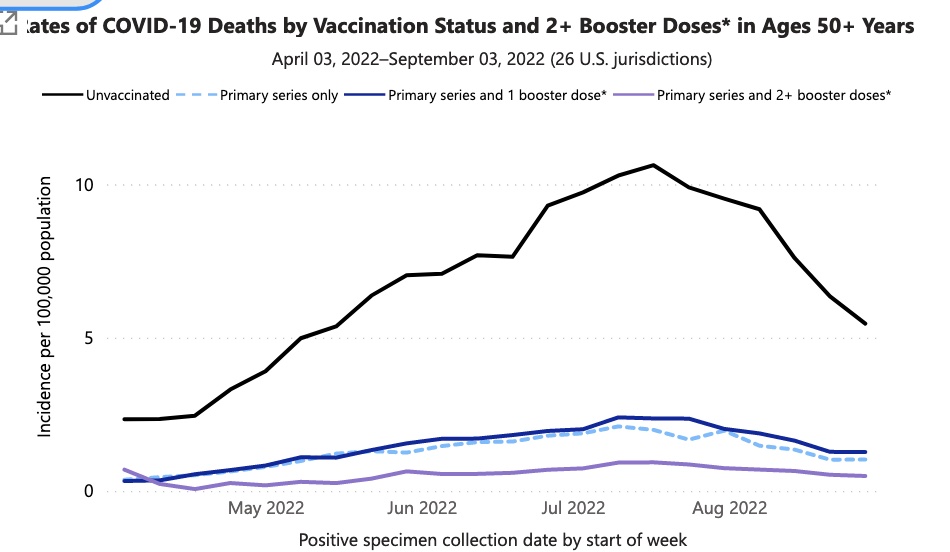 ates of COVID-19 Deaths by Vaccination Status and 2+ Booster Doses* in Ages 50+ Years
April 03, 2022–September 03, 2022 (26 U.S. jurisdictions)
Unvaccinated Primary series only Primary series and 1 booster dose* Primary series and 2+ booster doses*
Incidence per 100,000 population
10
5
0
May 2022 Jun 2022 Jul 2022 Aug 2022
Positive specimen collection date by start of week